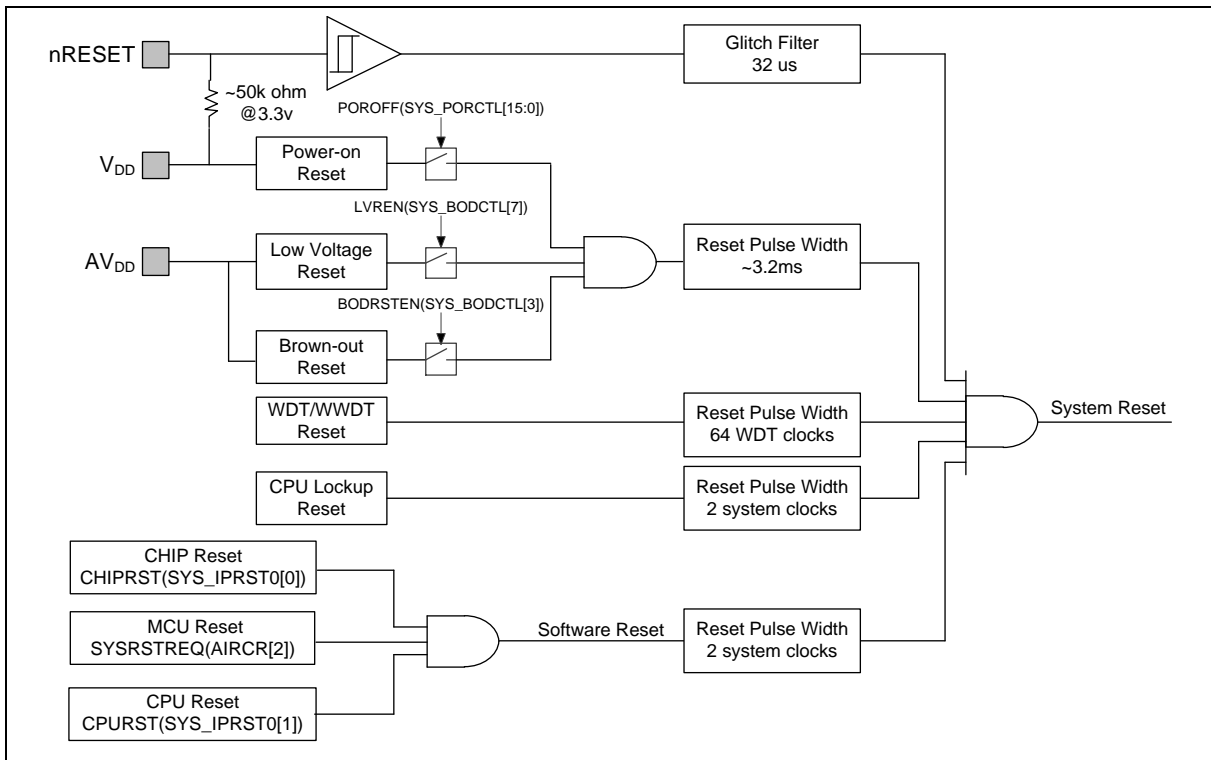 nRESET
Glitch Filter
32 us
~50k ohm
@3.3v
POROFF(SYS_PORCTL[15:0])
VDD
Power-on
Reset
LVREN(SYS_BODCTL[7])
AVDD
Low Voltage
Reset
Reset Pulse Width
~3.2ms
BODRSTEN(SYS_BODCTL[3])
Brown-out
Reset
WDT/WWDT
Reset
Reset Pulse Width
64 WDT clocks
System Reset
CPU Lockup
Reset
Reset Pulse Width
2 system clocks
CHIP Reset
CHIPRST(SYS_IPRST0[0])
MCU Reset
SYSRSTREQ(AIRCR[2])
Software Reset
Reset Pulse Width
2 system clocks
CPU Reset
CPURST(SYS_IPRST0[1])